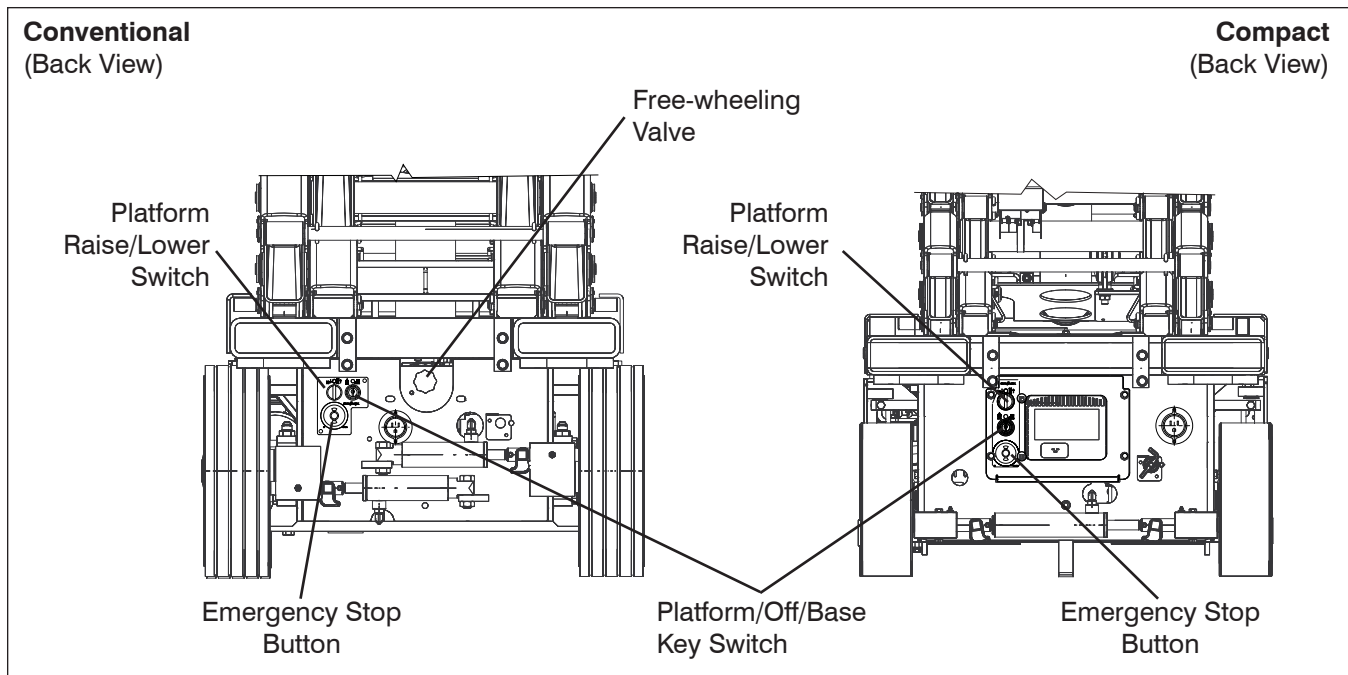 Conventional
(Back View)
Compact
(Back View)
Free-wheeling
Valve
Platform
Raise/Lower
Switch
Platform
Raise/Lower
Switch
Emergency Stop
Button
Platform/Off/Base
Key Switch
Emergency Stop
Button